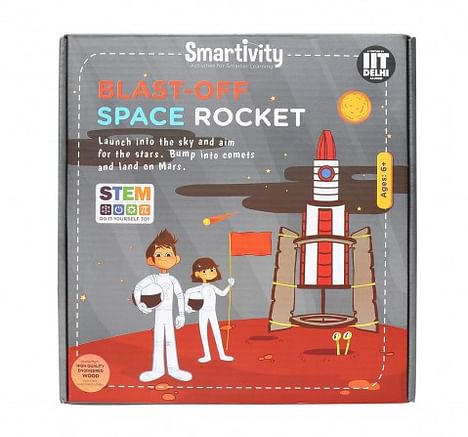 Smartivity
Activities for Smarter Learning
IIT
DELHI
BLAST-OFF
SPACE ROCKET
Launch into the sky and aim
for the stars. Bump into comets
and land on Mars.
Ages: 6+
STEM
DO IT YOURSELF TOY
HIGH QUALITY
ENGINEERED
WOOD